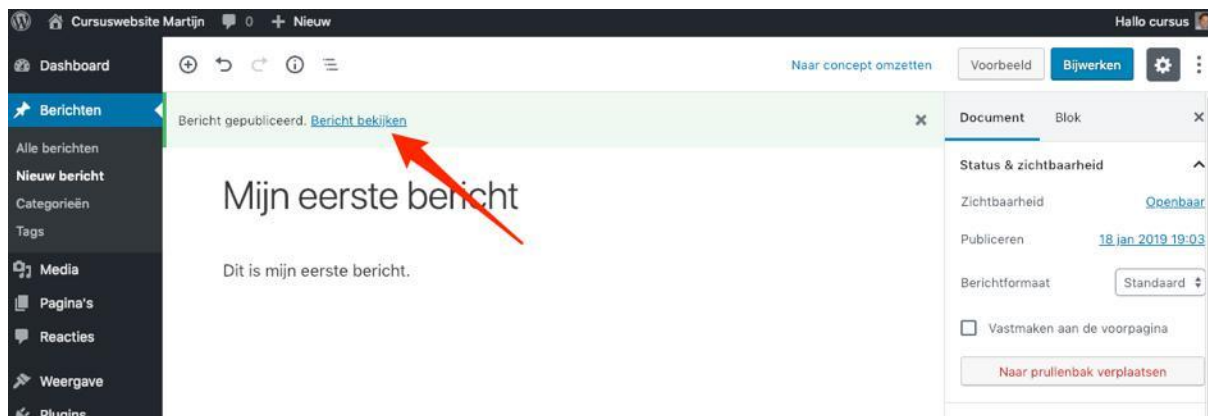 Cursuswebsite Martijn 0 + Nieuw Hallo cursus
Dashboard
Berichten
Alle berichten
Nieuw bericht
Categorieën
Tags
Media
Pagina's
Reacties
Weergave
Plugins
Naar concept omzetten Voorbeeld Bijwerken
Bericht gepubliceerd. Bericht bekijken
Mijn eerste bericht
Dit is mijn eerste bericht.
Document Blok
Status & zichtbaarheid
Zichtbaarheid Openbaar
Publiceren 18 jan 2019 19:03
Berichtformaat Standaard
Vastmaken aan de voorpagina
Naar prullenbak verplaatsen